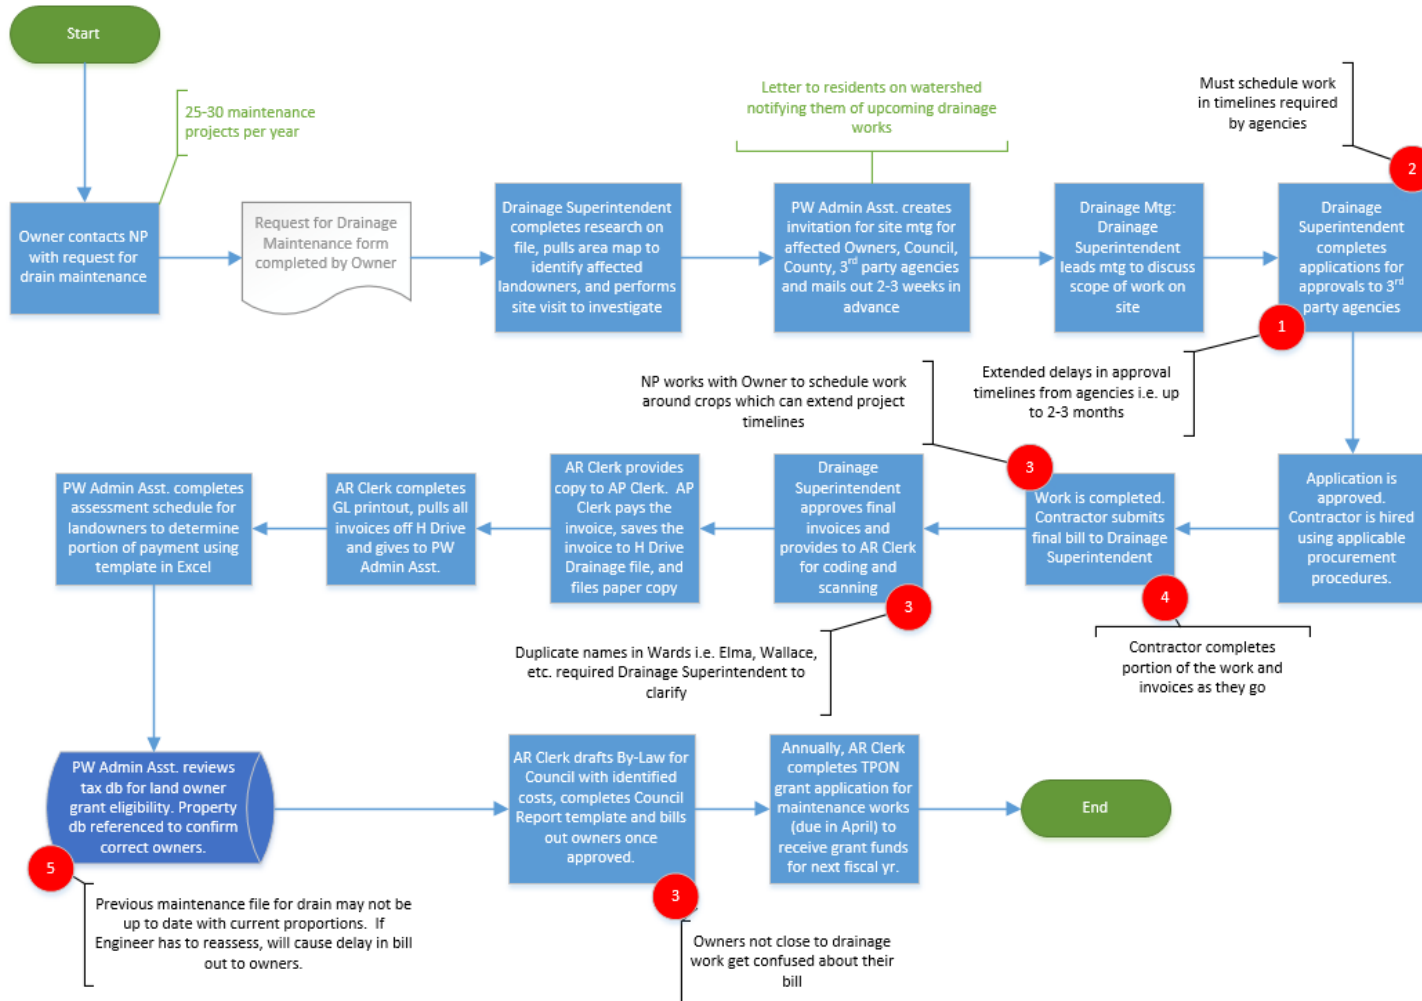 Start
25-30 maintenance
projects per year
Letter to residents on watershed
notifying them of upcoming drainage
works
Must schedule work
in timelines required
by agencies
2
Owner contacts NP
with request for
drain maintenance
Request for Drainage
Maintenance form
completed by Owner
Drainage Superintendent
completes research on
file, pulls area map to
identify affected
landowners, and performs
site visit to investigate
PW Admin Asst. creates
invitation for site mtg for
affected Owners, Council,
County, 3rd party agencies
and mails out 2-3 weeks in
advance
Drainage Mtg:
Drainage
Superintendent
leads mtg to discuss
scope of work on
site
Drainage
Superintendent
completes
applications for
approvals to 3rd
party agencies
1
Extended delays in approval
timelines from agencies i.e. up
to 2-3 months
NP works with Owner to schedule work
around crops which can extend project
timelines
3
Application is
approved.
Contractor is hired
using applicable
procurement
procedures.
Work is completed.
Contractor submits
final bill to Drainage
Superintendent
4
Contractor completes
portion of the work and
invoices as they go
Drainage
Superintendent
approves final
invoices and
provides to AR Clerk
for coding and
scanning
3
Duplicate names in Wards i.e. Elma, Wallace,
etc. required Drainage Superintendent to
clarify
AR Clerk provides
copy to AP Clerk.  AP
Clerk pays the
invoice, saves the
invoice to H Drive
Drainage file, and
files paper copy
AR Clerk completes
GL printout, pulls all
invoices off H Drive
and gives to PW
Admin Asst.
PW Admin Asst. completes
assessment schedule for
landowners to determine
portion of payment using
template in Excel
PW Admin Asst. reviews
tax db for land owner
grant eligibility. Property
db referenced to confirm
correct owners.
5
Previous maintenance file for drain may not be
up to date with current proportions.  If
Engineer has to reassess, will cause delay in bill
out to owners.
AR Clerk drafts By-Law for
Council with identified
costs, completes Council
Report template and bills
out owners once
approved.
3
Owners not close to drainage
work get confused about their
bill
Annually, AR Clerk
completes TPON
grant application for
maintenance works
(due in April) to
receive grant funds
for next fiscal yr.
End